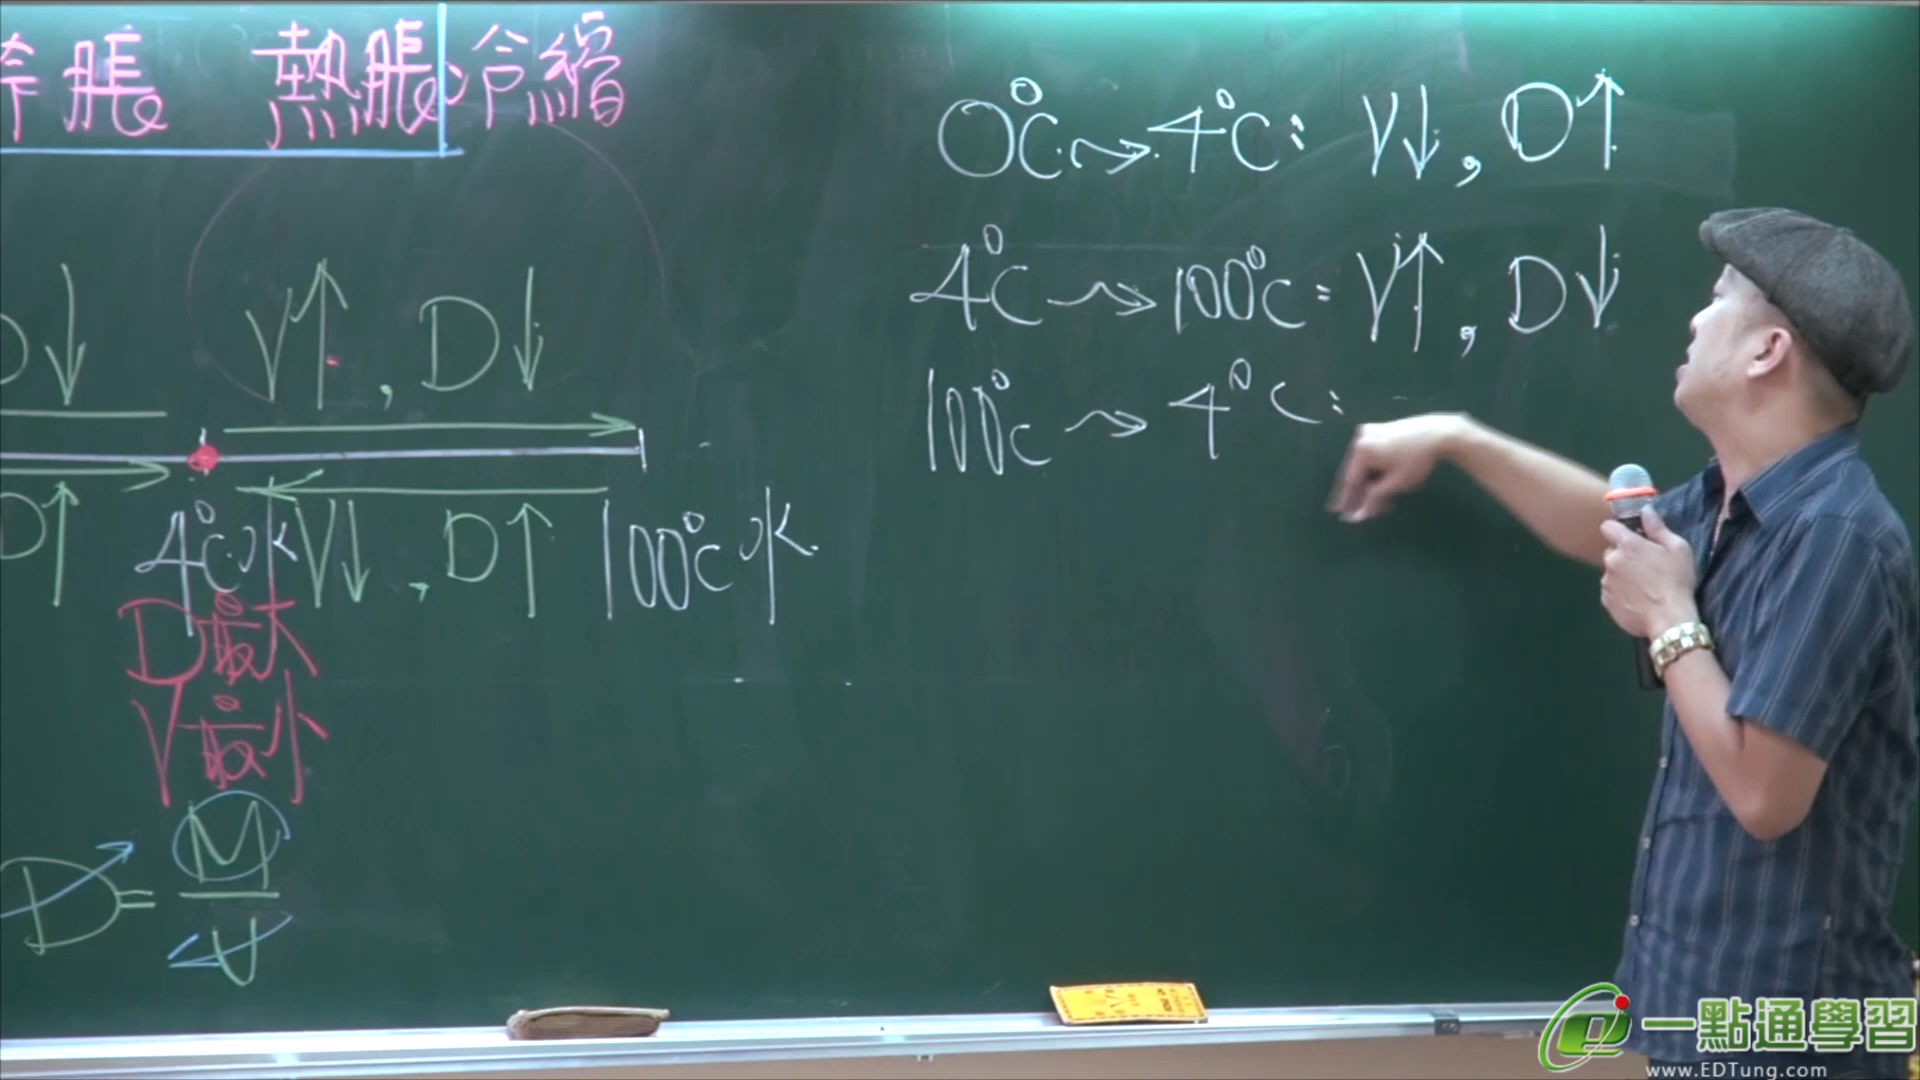 脹 熱脹冷縮
D↓ V↑, D↓
D↑ 4°C水 V↓, D↑ 100°C水
D最大
V最小
D = M/V
0°C → 4°C: V↓, D↑
4°C → 100°C: V↑, D↓
100°C → 4°C:
一點通學習
www.EDTung.com